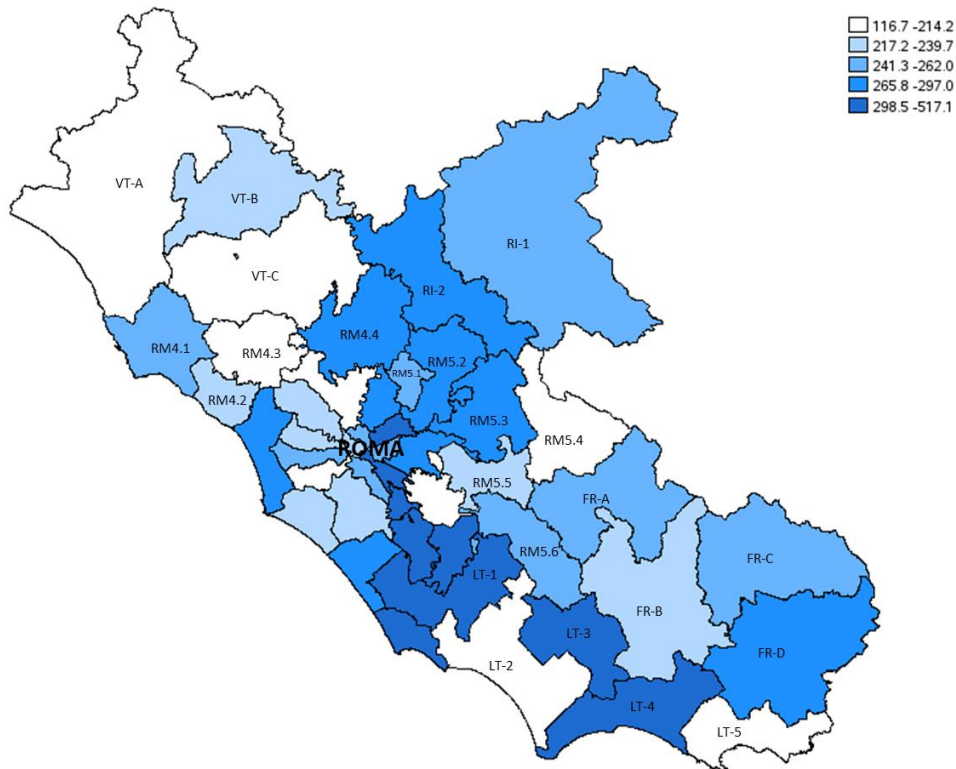 116.7 -214.2
217.2 -239.7
241.3 -262.0
265.8 -297.0
298.5 -517.1
VT-A
VT-B
RI-1
VT-C
RI-2
RM4.4
RM4.1
RM4.3
RM5.2
RM5.1
RM4.2
RM5.3
RM5.4
ROMA
RM5.5
FR-A
RM5.6
FR-C
LT-1
FR-B
LT-3
FR-D
LT-2
LT-4
LT-5